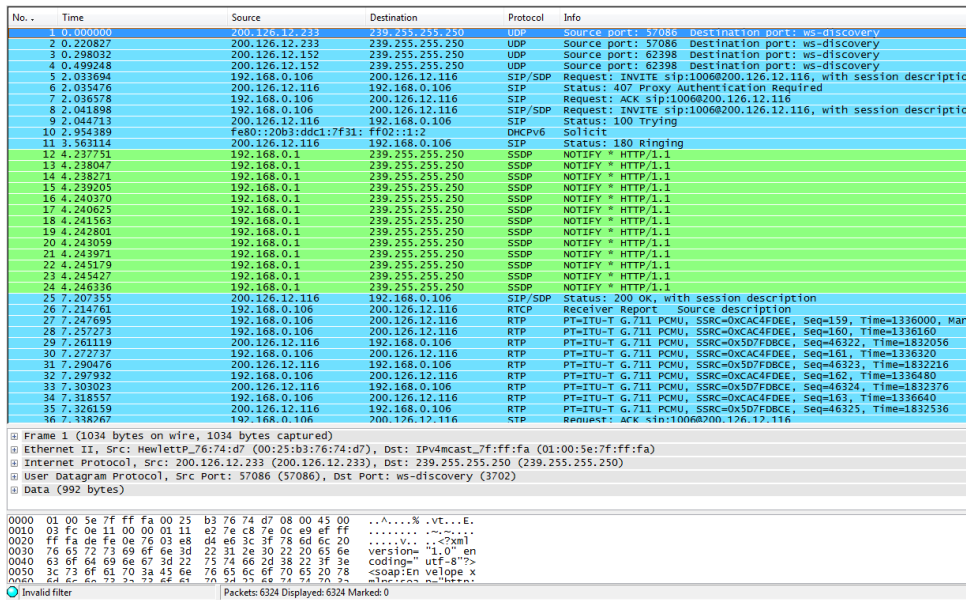 No. . Time Source Destination Protocol Info
1 0.000000 200.126.12.233 239.255.255.250 UDP Source port: 57086 Destination port: ws-discovery
2 0.220827 200.126.12.233 239.255.255.250 UDP Source port: 57086 Destination port: ws-discovery
3 0.298032 200.126.12.152 239.255.255.250 UDP Source port: 62398 Destination port: ws-discovery
4 0.499248 200.126.12.152 239.255.255.250 UDP Source port: 62398 Destination port: ws-discovery
5 2.033694 192.168.0.106 200.126.12.116 SIP/SDP Request: INVITE sip:1006@200.126.12.116, with session descriptio
6 2.035476 200.126.12.116 192.168.0.106 SIP Status: 407 Proxy Authentication Required
7 2.036578 192.168.0.106 200.126.12.116 SIP Request: ACK sip:1006@200.126.12.116
8 2.041898 192.168.0.106 200.126.12.116 SIP/SDP Request: INVITE sip:1006@200.126.12.116, with session descriptio
9 2.044713 200.126.12.116 192.168.0.106 SIP Status: 100 Trying
10 2.954389 fe80::20b3:ddc1:7f31: ff02::1:2 DHCPv6 Solicit
11 3.563114 200.126.12.116 192.168.0.106 SIP Status: 180 Ringing
12 4.237751 192.168.0.1 239.255.255.250 SSDP NOTIFY * HTTP/1.1
13 4.238047 192.168.0.1 239.255.255.250 SSDP NOTIFY * HTTP/1.1
14 4.238271 192.168.0.1 239.255.255.250 SSDP NOTIFY * HTTP/1.1
15 4.239205 192.168.0.1 239.255.255.250 SSDP NOTIFY * HTTP/1.1
16 4.240370 192.168.0.1 239.255.255.250 SSDP NOTIFY * HTTP/1.1
17 4.240625 192.168.0.1 239.255.255.250 SSDP NOTIFY * HTTP/1.1
18 4.241563 192.168.0.1 239.255.255.250 SSDP NOTIFY * HTTP/1.1
19 4.242801 192.168.0.1 239.255.255.250 SSDP NOTIFY * HTTP/1.1
20 4.243059 192.168.0.1 239.255.255.250 SSDP NOTIFY * HTTP/1.1
21 4.243971 192.168.0.1 239.255.255.250 SSDP NOTIFY * HTTP/1.1
22 4.245179 192.168.0.1 239.255.255.250 SSDP NOTIFY * HTTP/1.1
23 4.245427 192.168.0.1 239.255.255.250 SSDP NOTIFY * HTTP/1.1
24 4.246336 192.168.0.1 239.255.255.250 SSDP NOTIFY * HTTP/1.1
25 7.207355 200.126.12.116 192.168.0.106 SIP/SDP Status: 200 OK, with session description
26 7.214761 192.168.0.106 200.126.12.116 RTCP Receiver Report Source description
27 7.247695 192.168.0.106 200.126.12.116 RTP PT=ITU-T G.711 PCMU, SSRC=0xCAC4FDEE, Seq=159, Time=1336000, Mar
28 7.257273 192.168.0.106 200.126.12.116 RTP PT=ITU-T G.711 PCMU, SSRC=0xCAC4FDEE, Seq=160, Time=1336160
29 7.261119 200.126.12.116 192.168.0.106 RTP PT=ITU-T G.711 PCMU, SSRC=0x5D7FDBCE, Seq=46322, Time=1832056
30 7.272737 192.168.0.106 200.126.12.116 RTP PT=ITU-T G.711 PCMU, SSRC=0xCAC4FDEE, Seq=161, Time=1336320
31 7.290476 200.126.12.116 192.168.0.106 RTP PT=ITU-T G.711 PCMU, SSRC=0x5D7FDBCE, Seq=46323, Time=1832216
32 7.297932 192.168.0.106 200.126.12.116 RTP PT=ITU-T G.711 PCMU, SSRC=0xCAC4FDEE, Seq=162, Time=1336480
33 7.303023 200.126.12.116 192.168.0.106 RTP PT=ITU-T G.711 PCMU, SSRC=0x5D7FDBCE, Seq=46324, Time=1832376
34 7.318557 192.168.0.106 200.126.12.116 RTP PT=ITU-T G.711 PCMU, SSRC=0xCAC4FDEE, Seq=163, Time=1336640
35 7.326159 200.126.12.116 192.168.0.106 RTP PT=ITU-T G.711 PCMU, SSRC=0x5D7FDBCE, Seq=46325, Time=1832536
36 7.338267 192.168.0.106 200.126.12.116 SIP Request: ACK sip:1006@200.126.12.116
Frame 1 (1034 bytes on wire, 1034 bytes captured)
Ethernet II, Src: HewlettP_76:74:d7 (00:25:b3:76:74:d7), Dst: IPv4mcast_7f:ff:fa (01:00:5e:7f:ff:fa)
Internet Protocol, Src: 200.126.12.233 (200.126.12.233), Dst: 239.255.255.250 (239.255.255.250)
User Datagram Protocol, Src Port: 57086 (57086), Dst Port: ws-discovery (3702)
Data (992 bytes)
0000 01 00 5e 7f ff fa 00 25 b3 76 74 d7 08 00 45 00 ..^....% .vt...E.
0010 03 fc 0e 11 00 00 01 11 e2 7e c8 7e 0c e9 ef ff ........ .~.~....
0020 ff fa de fe 0e 76 03 e8 d4 e6 3c 3f 78 6d 6c 20 .....v.. ..<?xml
0030 76 65 72 73 69 6f 6e 3d 22 31 2e 30 22 20 65 6e version= "1.0" en
0040 63 6f 64 69 6e 67 3d 22 75 74 66 2d 38 22 3f 3e coding=" utf-8"?>
0050 3c 73 6f 61 70 3a 45 6e 76 65 6c 6f 70 65 20 78 <soap:En velope x
0060 6d 6c 6e 73 3a 73 6f 61 70 3d 22 68 74 74 70 3a mlns:soa p="http:
Invalid filter Packets: 6324 Displayed: 6324 Marked: 0